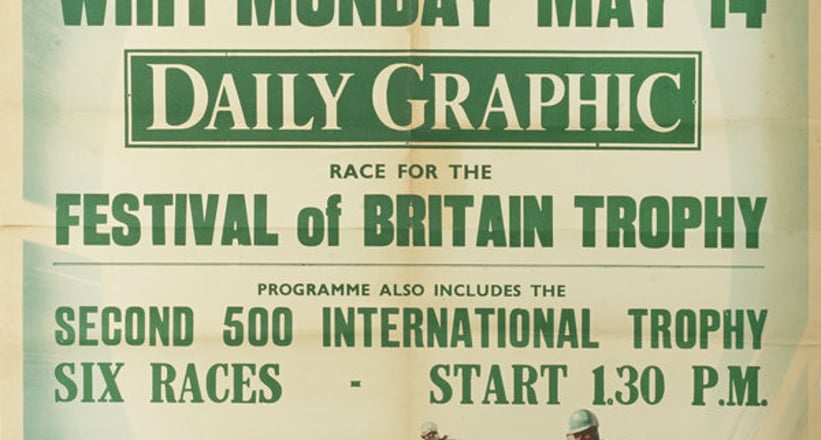 WHIT MONDAY MAY 14
DAILY GRAPHIC
RACE FOR THE
FESTIVAL of BRITAIN TROPHY
PROGRAMME ALSO INCLUDES THE
SECOND 500 INTERNATIONAL TROPHY
SIX RACES - START 1.30 P.M.